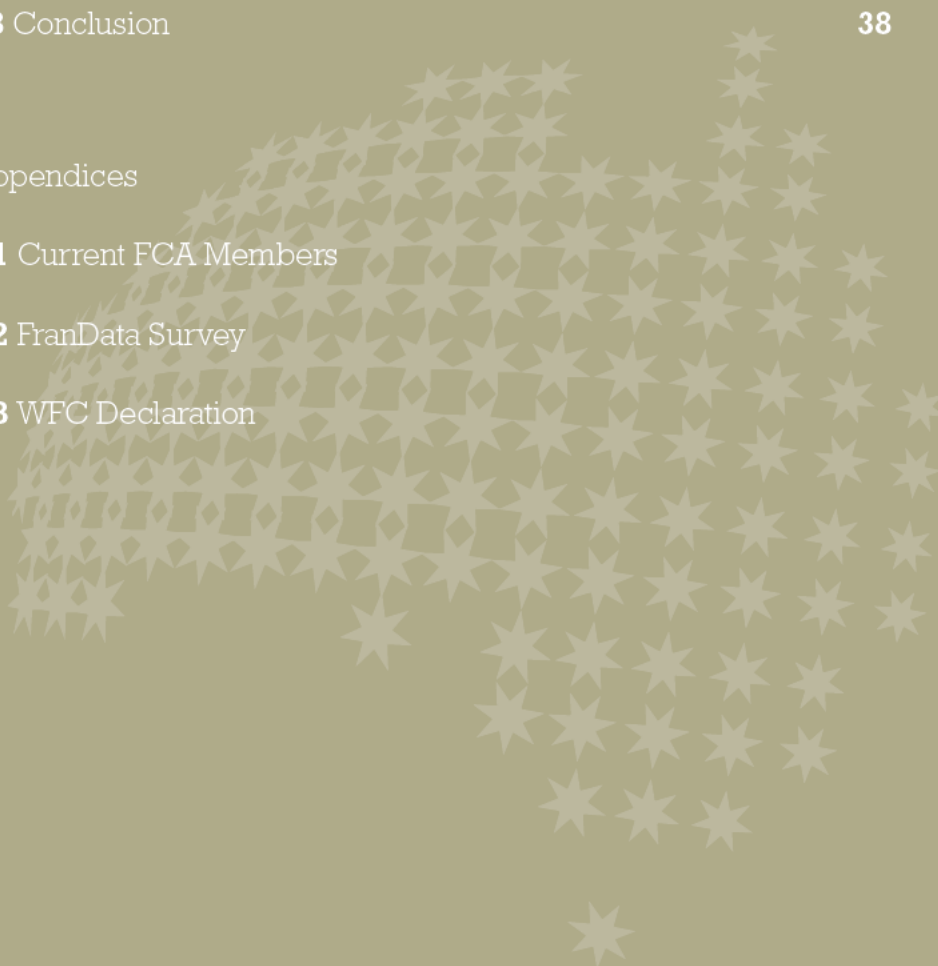 3 Conclusion 38
ppendices
1 Current FCA Members
2 FranData Survey
3 WFC Declaration